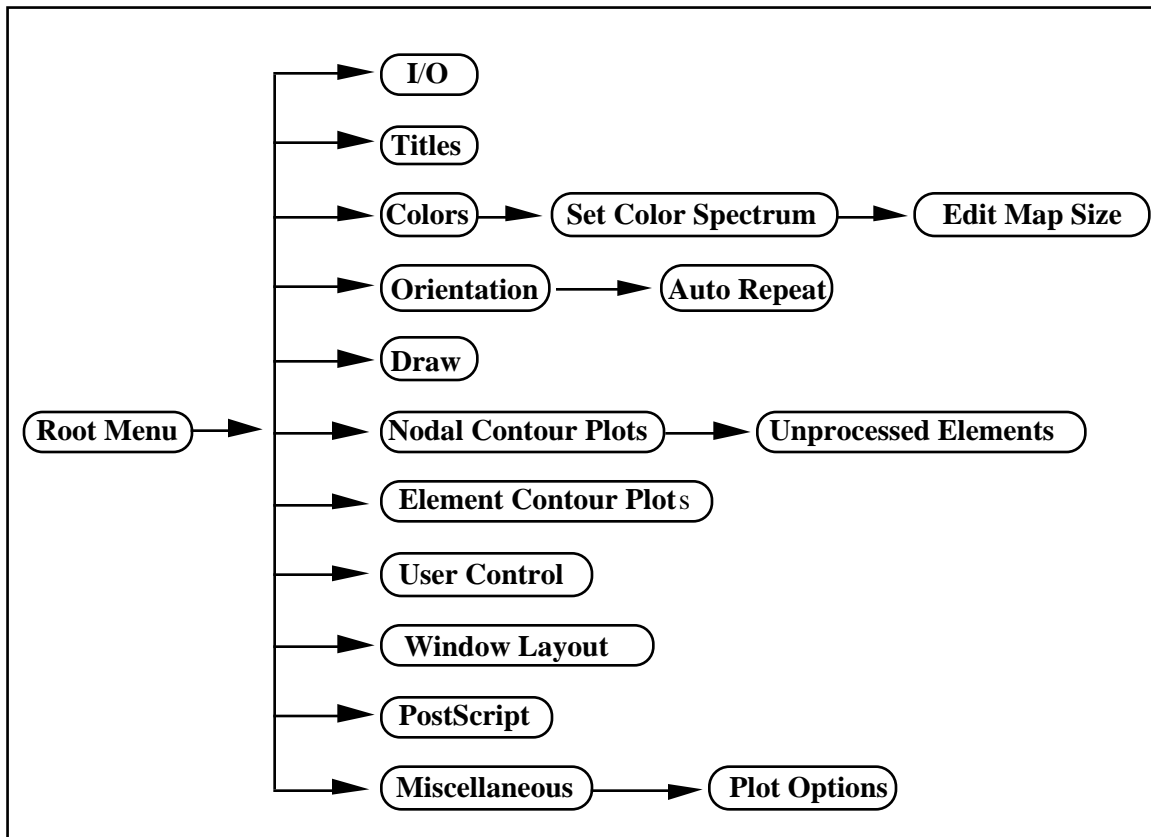 I/O
Titles
Colors
Set Color Spectrum
Edit Map Size
Orientation
Auto Repeat
Draw
Root Menu
Nodal Contour Plots
Unprocessed Elements
Element Contour Plots
User Control
Window Layout
PostScript
Miscellaneous
Plot Options